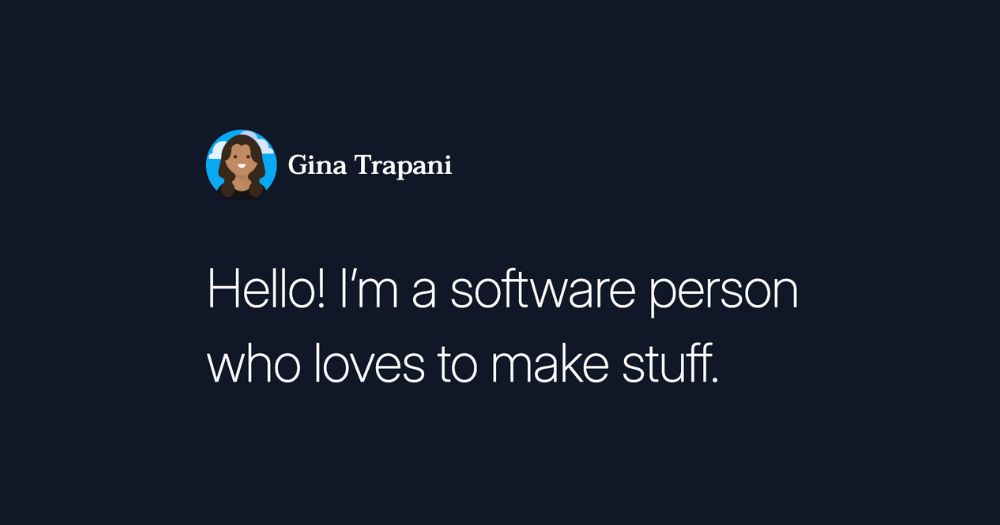 Gina Trapani
Hello! I’m a software person
who loves to make stuff.